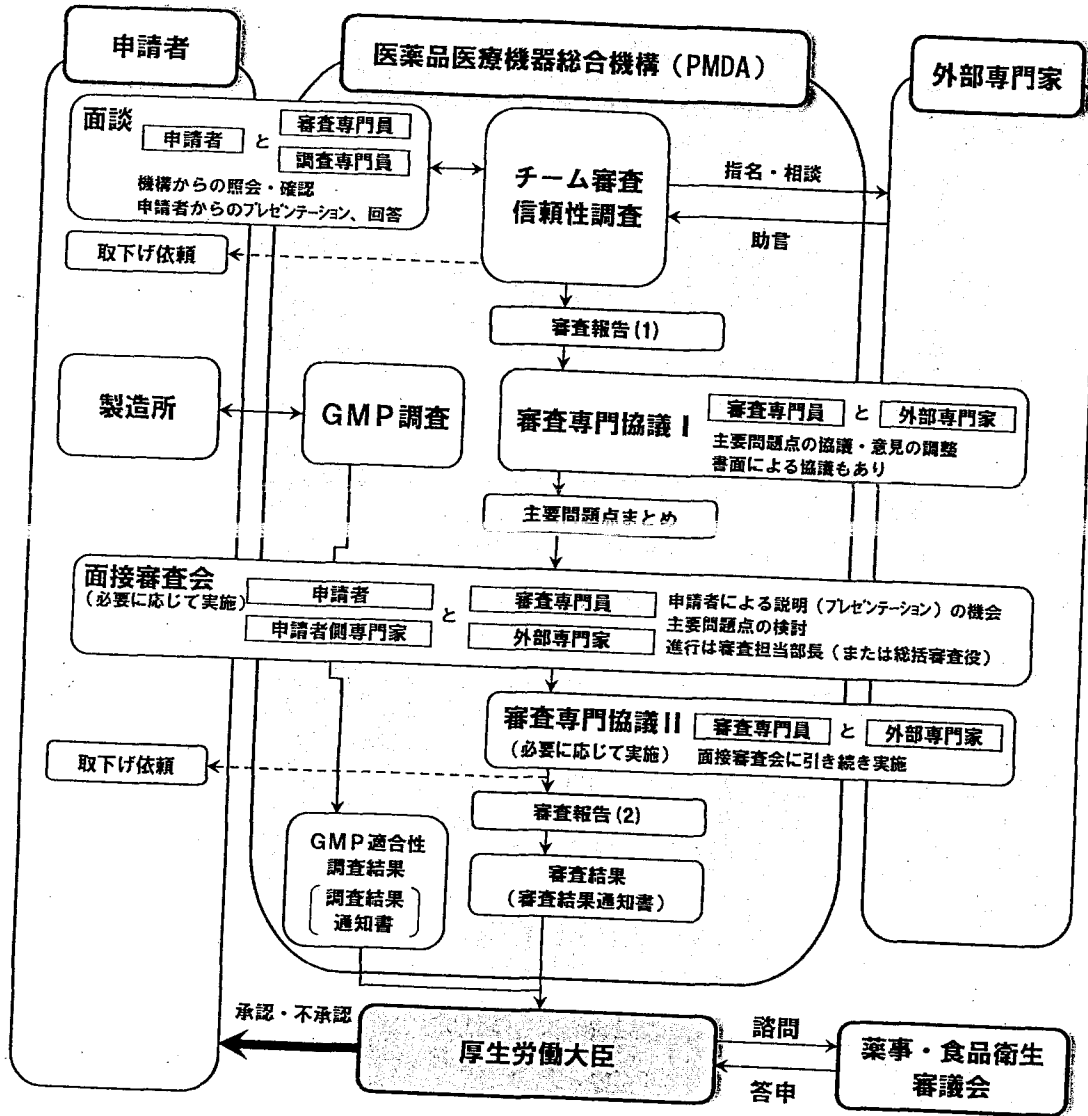 申請者
医薬品医療機器総合機構（PMDA）
外部専門家
面談
申請者 と 審査専門員
調査専門員
機構からの照会・確認
申請者からのプレゼンテーション、回答
チーム審査
信頼性調査
指名・相談
助言
取下げ依頼
審査報告(1)
製造所
GMP調査
審査専門協議Ⅰ 審査専門員 と 外部専門家
主要問題点の協議・意見の調整
書面による協議もあり
主要問題点まとめ
面接審査会
（必要に応じて実施）
申請者
申請者側専門家
と
審査専門員
外部専門家
申請者による説明（プレゼンテーション）の機会
主要問題点の検討
進行は審査担当部長（または総括審査役）
審査専門協議Ⅱ 審査専門員 と 外部専門家
（必要に応じて実施） 面接審査会に引き続き実施
取下げ依頼
審査報告(2)
GMP適合性
調査結果
調査結果
通知書
審査結果
（審査結果通知書）
承認・不承認
厚生労働大臣
諮問
答申
薬事・食品衛生
審議会